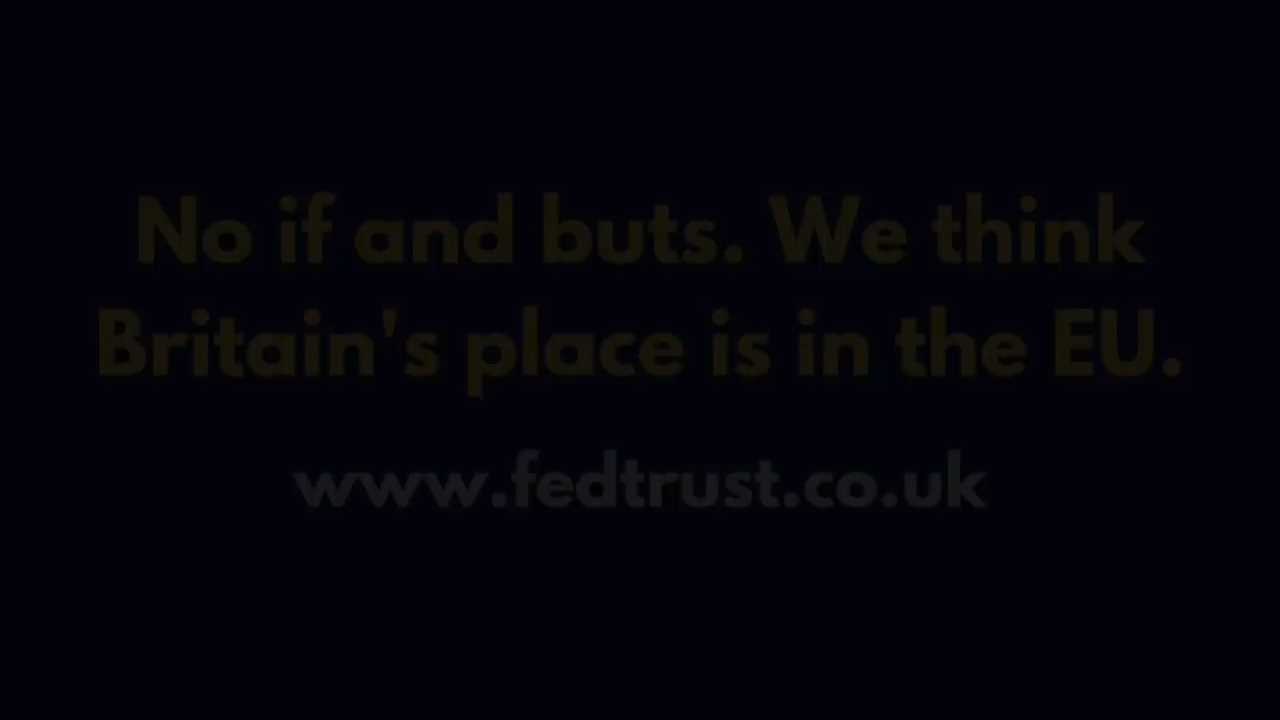 No if and buts. We think
Britain's place is in the EU.
www.fedtrust.co.uk